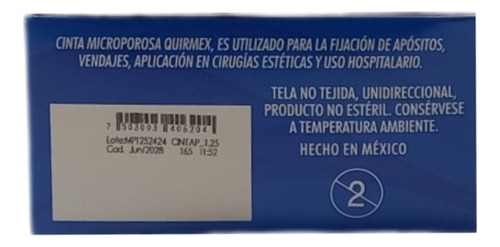 CINTA MICROPOROSA QUIRMEX, ES UTILIZADO PARA LA FIJACIÓN DE APÓSITOS,
VENDAJES, APLICACIÓN EN CIRUGÍAS ESTÉTICAS Y USO HOSPITALARIO.
TELA NO TEJIDA, UNIDIRECCIONAL,
PRODUCTO NO ESTÉRIL. CONSÉRVESE
A TEMPERATURA AMBIENTE.
HECHO EN MÉXICO
2
7 503003 406204
Lote:MP1252424 CINTAP_1.25
Cad. Jun/2028 165 11:52